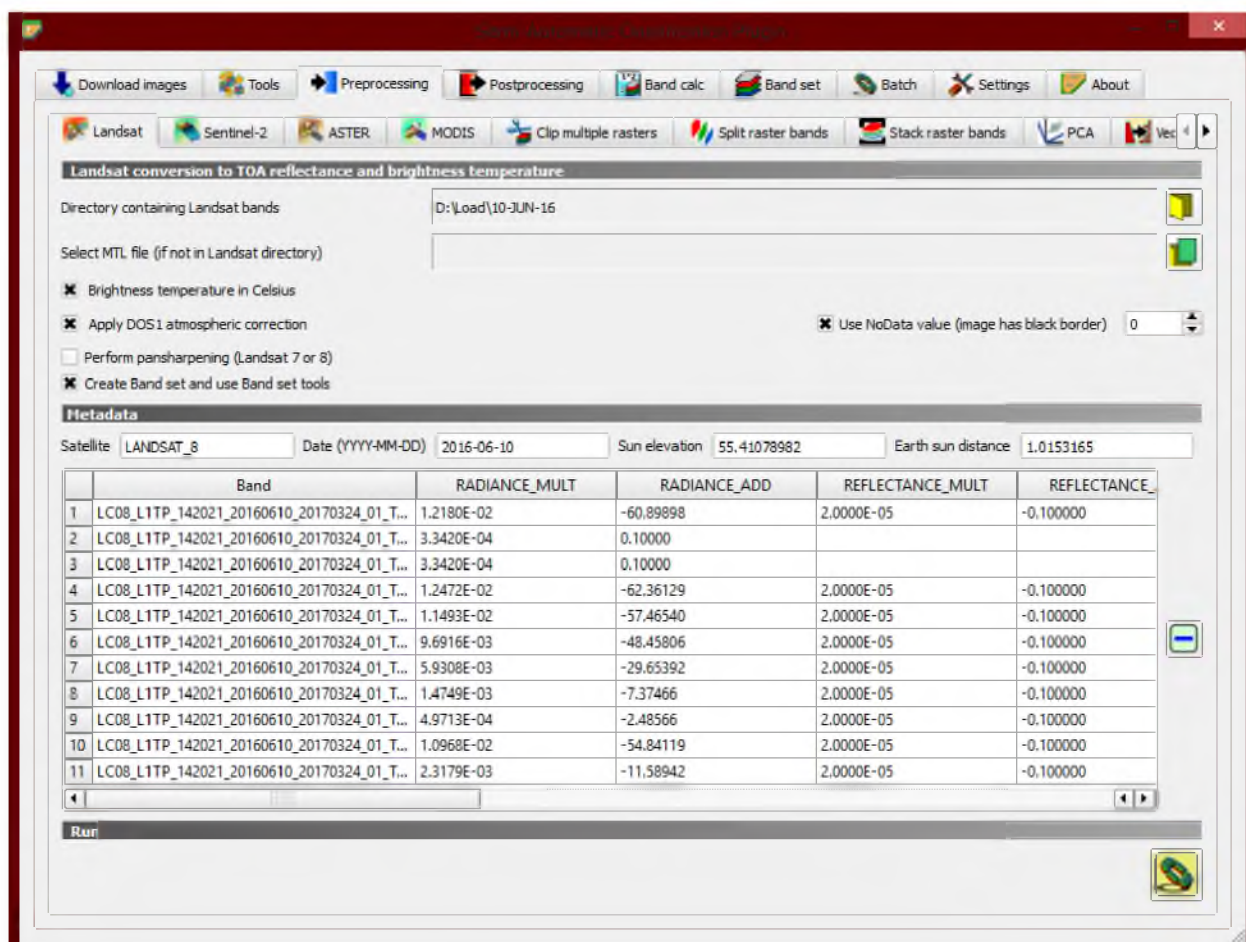 Download images Tools Preprocessing Postprocessing Band calc Band set Batch Settings About
Landsat Sentinel-2 ASTER MODIS Clip multiple rasters Split raster bands Stack raster bands PCA Vec
Landsat conversion to TOA reflectance and brightness temperature
Directory containing Landsat bands D:\Load\10-JUN-16
Select MTL file (if not in Landsat directory)
Brightness temperature in Celsius
Apply DOS1 atmospheric correction Use NoData value (image has black border) 0
Perform pansharpening (Landsat 7 or 8)
Create Band set and use Band set tools
Metadata
Satellite LANDSAT_8 Date (YYYY-MM-DD) 2016-06-10 Sun elevation 55.41078982 Earth sun distance 1.0153165
Band RADIANCE_MULT RADIANCE_ADD REFLECTANCE_MULT REFLECTANCE_
1 LC08_L1TP_142021_20160610_20170324_01_T... 1.2180E-02 -60.89898 2.0000E-05 -0.100000
2 LC08_L1TP_142021_20160610_20170324_01_T... 3.3420E-04 0.10000
3 LC08_L1TP_142021_20160610_20170324_01_T... 3.3420E-04 0.10000
4 LC08_L1TP_142021_20160610_20170324_01_T... 1.2472E-02 -62.36129 2.0000E-05 -0.100000
5 LC08_L1TP_142021_20160610_20170324_01_T... 1.1493E-02 -57.46540 2.0000E-05 -0.100000
6 LC08_L1TP_142021_20160610_20170324_01_T... 9.6916E-03 -48.45806 2.0000E-05 -0.100000
7 LC08_L1TP_142021_20160610_20170324_01_T... 5.9308E-03 -29.65392 2.0000E-05 -0.100000
8 LC08_L1TP_142021_20160610_20170324_01_T... 1.4749E-03 -7.37466 2.0000E-05 -0.100000
9 LC08_L1TP_142021_20160610_20170324_01_T... 4.9713E-04 -2.48566 2.0000E-05 -0.100000
10 LC08_L1TP_142021_20160610_20170324_01_T... 1.0968E-02 -54.84119 2.0000E-05 -0.100000
11 LC08_L1TP_142021_20160610_20170324_01_T... 2.3179E-03 -11.58942 2.0000E-05 -0.100000
Run